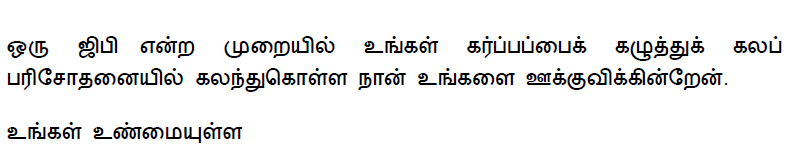 ஒரு ஜிபி என்ற முறையில் உங்கள் கர்ப்பப்பைக் கழுத்துக் கலப்
பரிசோதனையில் கலந்துகொள்ள நான் உங்களை ஊக்குவிக்கின்றேன்.
உங்கள் உண்மையுள்ள